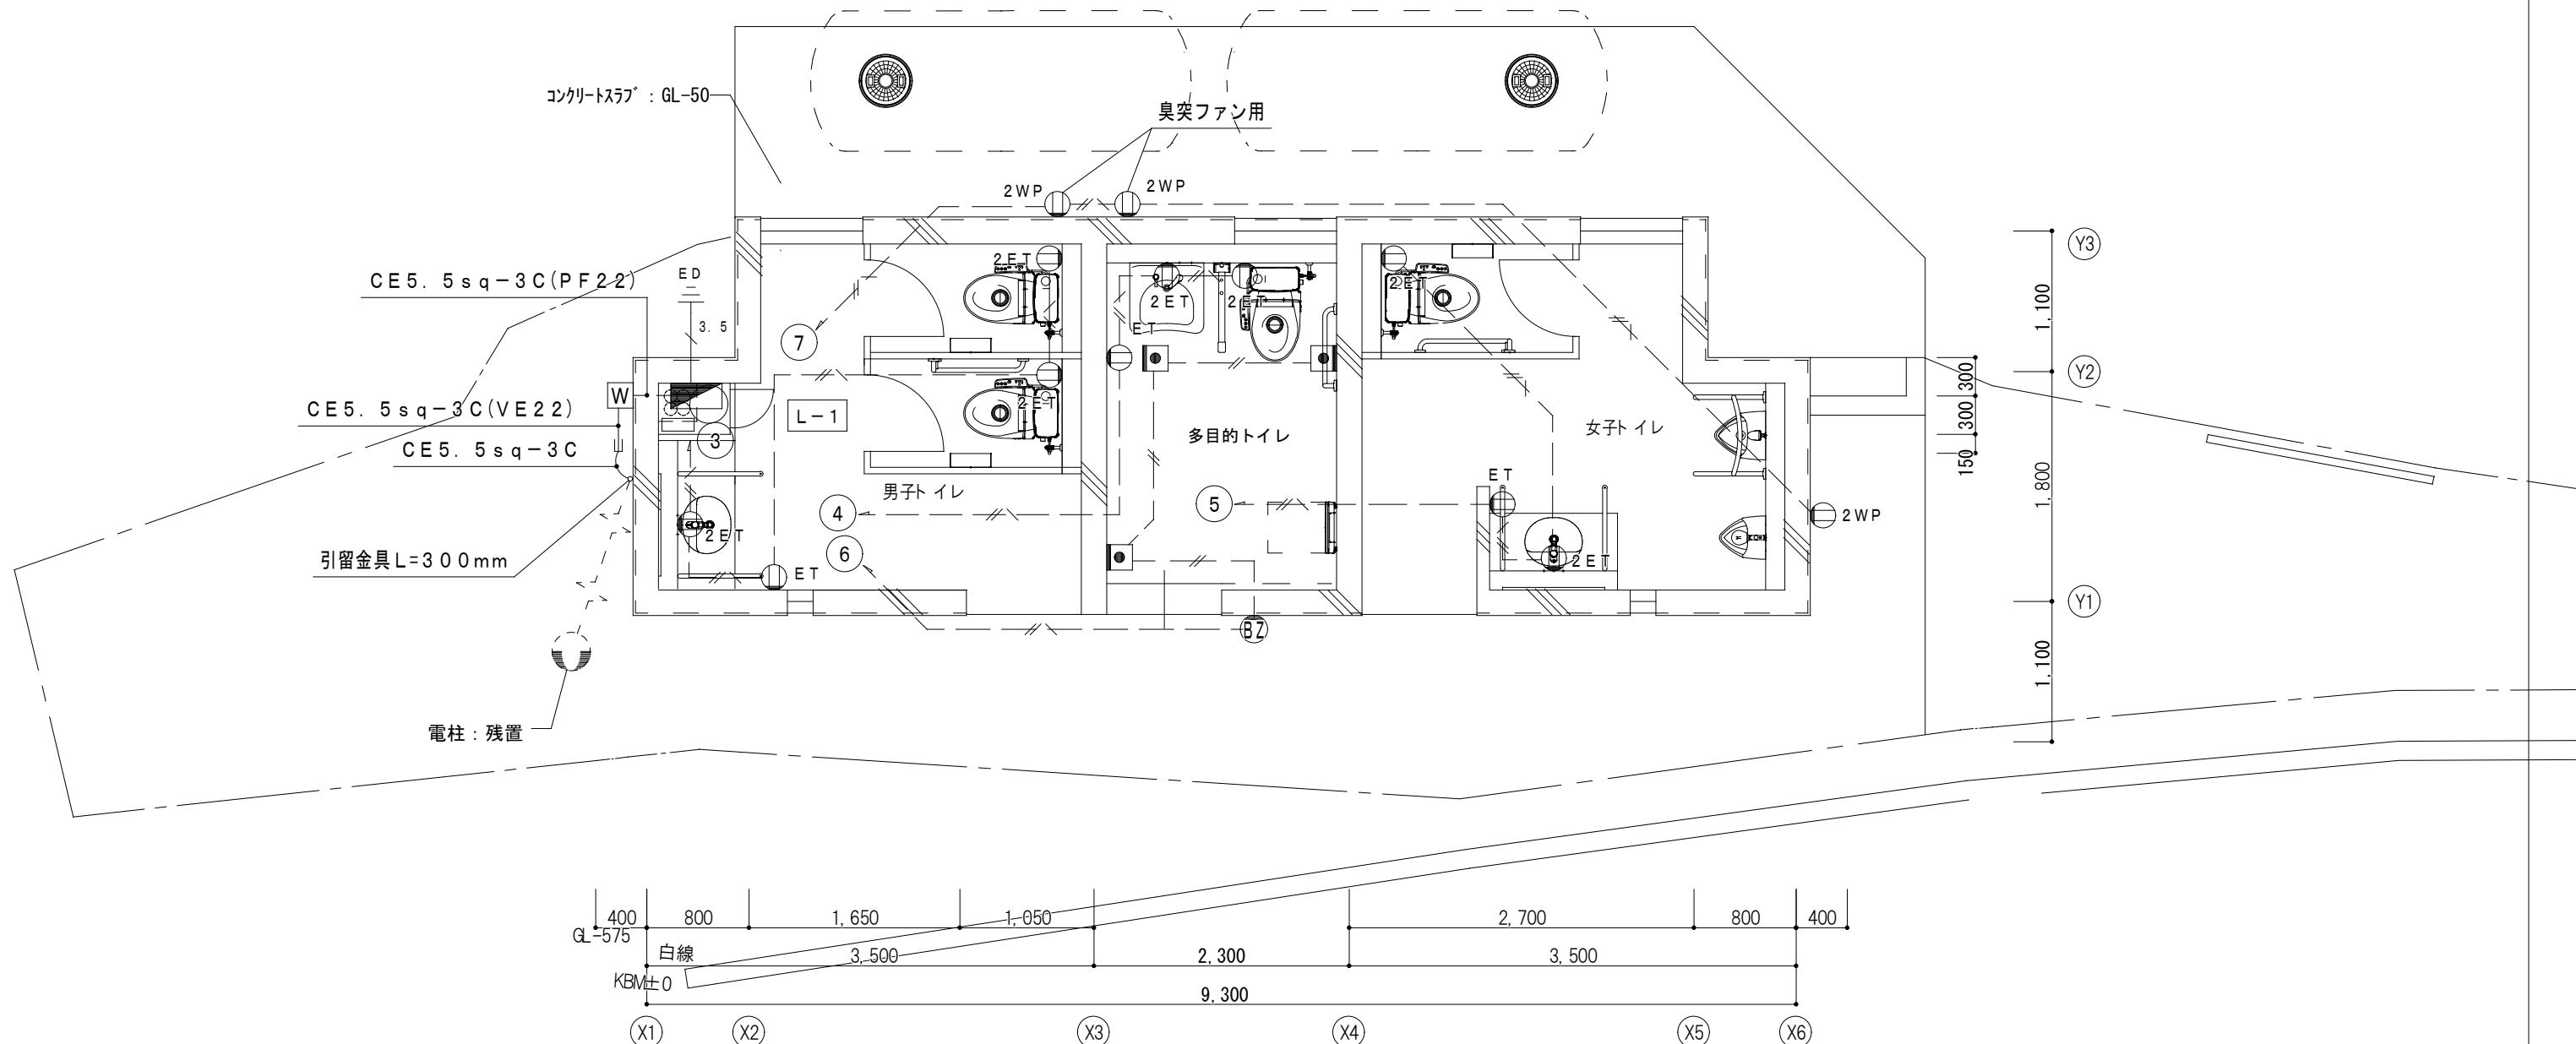 コンクリートスラブ：GL-50
臭突ファン用
2WP
2WP
CE5.5sq-3C(PF22)
ED
3.5
2ET
2ET
2ET
2ET
ET
7
W
CE5.5sq-3C(VE22)
CE5.5sq-3C
L-1
2ET
3
多目的トイレ
女子トイレ
男子トイレ
ET
4
5
6
2ET
ET
2ET
2WP
引留金具L=300mm
BZ
電柱：残置
Y3
1,100
Y2
300
300
150
1,800
Y1
1,100
400
800
1,650
1,050
2,700
800
400
GL-575
白線
3,500
2,300
3,500
KBM±0
9,300
X1
X2
X3
X4
X5
X6